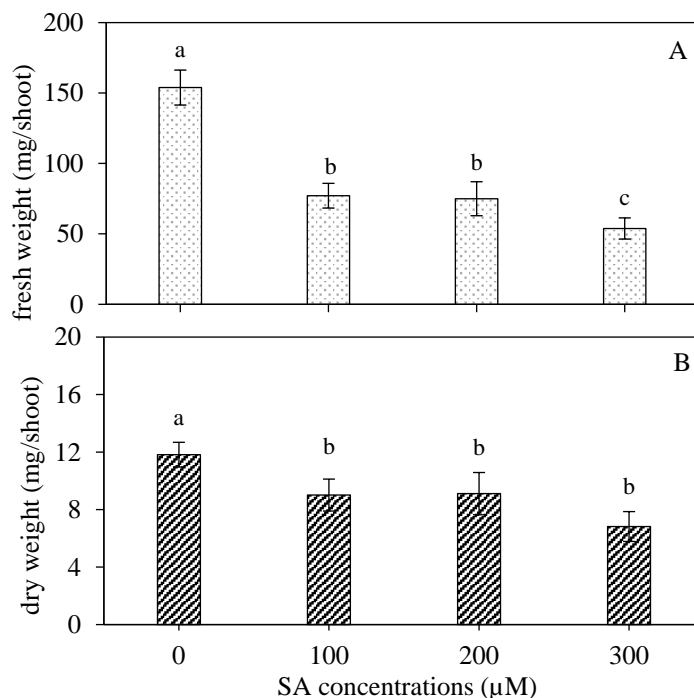 200
A
a
150
b
b
100
c
50
0
fresh weight (mg/shoot)
20
B
16
a
b
b
12
b
8
4
0
dry weight (mg/shoot)
0 100 200 300
SA concentrations (µM)